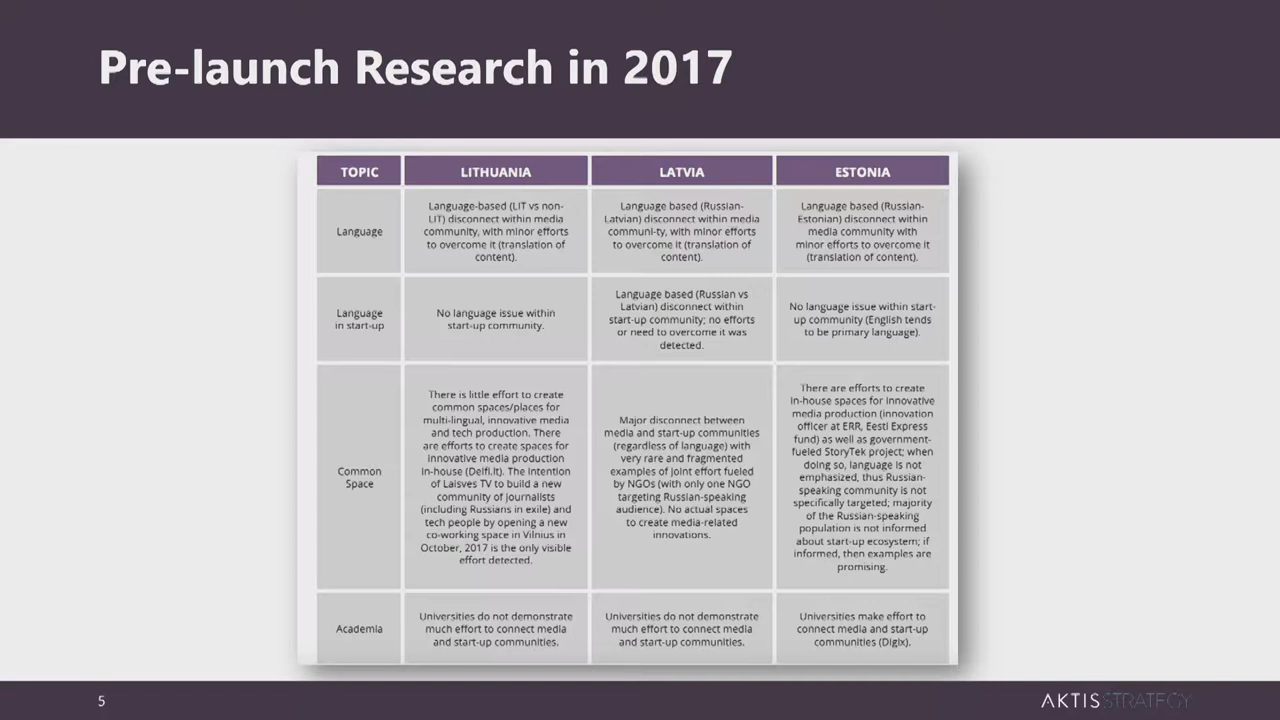 Pre-launch Research in 2017
TOPIC
LITHUANIA
LATVIA
ESTONIA
Language
Language-based (LIT vs non-
LIT) disconnect within media
community, with minor efforts
to overcome it (translation of
content).
Language based (Russian-
Latvian) disconnect within media
communi-ty, with minor efforts
to overcome it (translation of
content).
Language based (Russian-
Estonian) disconnect within
media community with
minor efforts to overcome it
(translation of content).
Language
in start-up
No language issue within
start-up community.
Language based (Russian vs
Latvian) disconnect within
start-up community; no efforts
or need to overcome it was
detected.
No language issue within start-
up community (English tends
to be primary language).
Common
Space
There is little effort to create
common spaces/places for
multi-lingual, innovative media
and tech production. There
are efforts to create spaces for
innovative media production
in-house (Delfi.lt). The intention
of Laisves TV to build a new
community of journalists
(including Russians in exile) and
tech people by opening a new
co-working space in Vilnius in
October, 2017 is the only visible
effort detected.
Major disconnect between
media and start-up communities
(regardless of language) with
very rare and fragmented
examples of joint effort fueled
by NGOs (with only one NGO
targeting Russian-speaking
audience). No actual spaces
to create media-related
innovations.
There are efforts to create
in-house spaces for innovative
media production (innovation
officer at ERR, Eesti Express
fund) as well as government-
fueled StoryTek project; when
doing so, language is not
emphasized, thus Russian-
speaking community is not
specifically targeted; majority
of the Russian-speaking
population is not informed
about start-up ecosystem; if
informed, then examples are
promising.
Academia
Universities do not demonstrate
much effort to connect media
and start-up communities.
Universities do not demonstrate
much effort to connect media
and start-up communities.
Universities make effort to
connect media and start-up
communities (Digix).
5
AKTIS STRATEGY